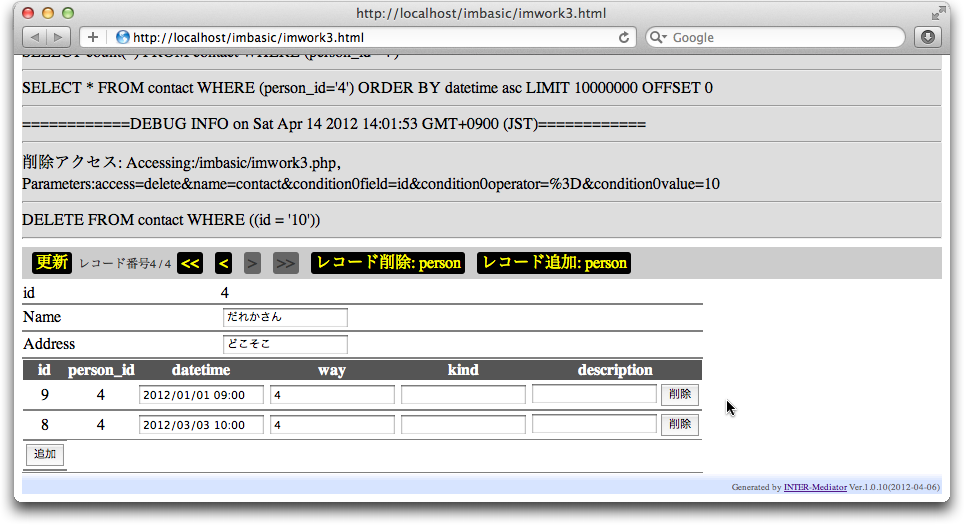 http://localhost/imbasic/imwork3.html
http://localhost/imbasic/imwork3.html Google
SELECT * FROM contact WHERE (person_id='4') ORDER BY datetime asc LIMIT 10000000 OFFSET 0
============DEBUG INFO on Sat Apr 14 2012 14:01:53 GMT+0900 (JST)============
削除アクセス: Accessing:/imbasic/imwork3.php,
Parameters:access=delete&name=contact&condition0field=id&condition0operator=%3D&condition0value=10
DELETE FROM contact WHERE ((id = '10'))
更新 レコード番号4 / 4 << < > >> レコード削除: person レコード追加: person
id 4
Name だれかさん
Address どこそこ
id person_id datetime way kind description
9 4 2012/01/01 09:00 4 削除
8 4 2012/03/03 10:00 4 削除
追加
Generated by INTER-Mediator Ver.1.0.10(2012-04-06)